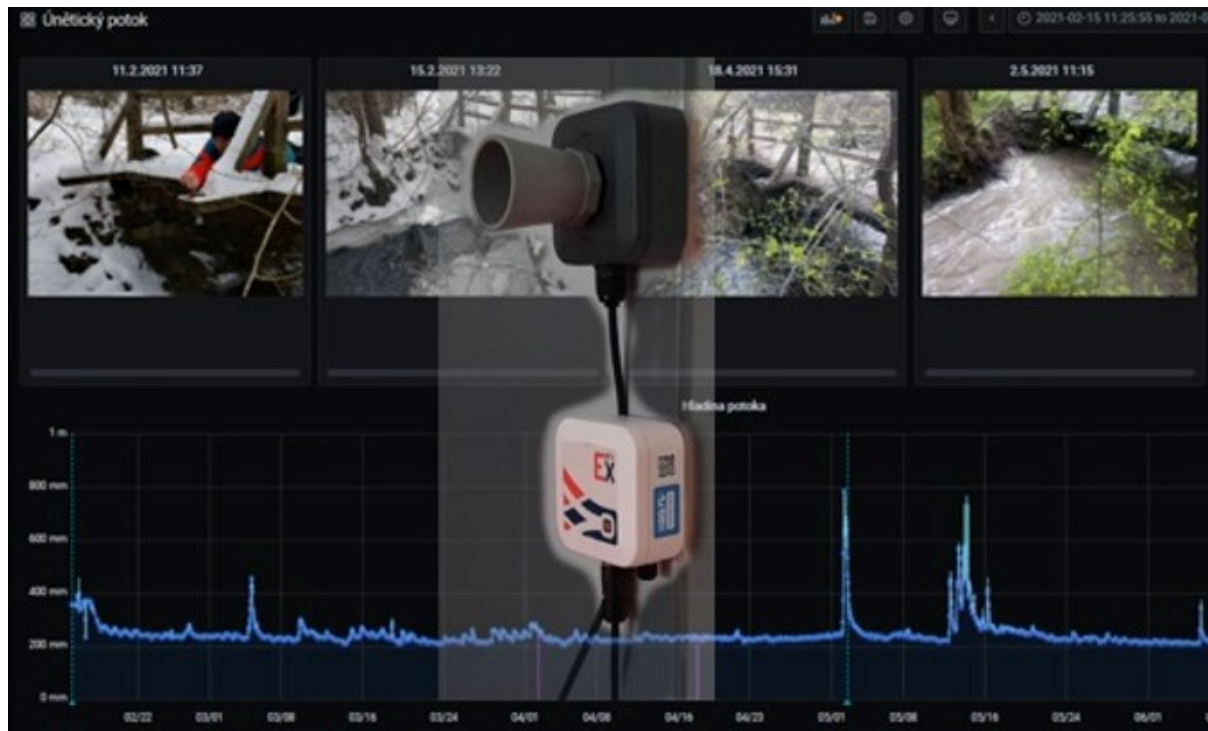 Únětický potok
2021-02-15 11:25:55 to 2021-0
11.2.2021 11:37
15.2.2021 13:22
18.4.2021 15:31
2.5.2021 11:15
Hladina potoka
EX
1 m
800 mm
600 mm
400 mm
200 mm
0 mm
02/22
03/01
03/08
03/16
03/24
04/01
04/08
04/16
04/23
05/01
05/08
05/16
05/24
06/01